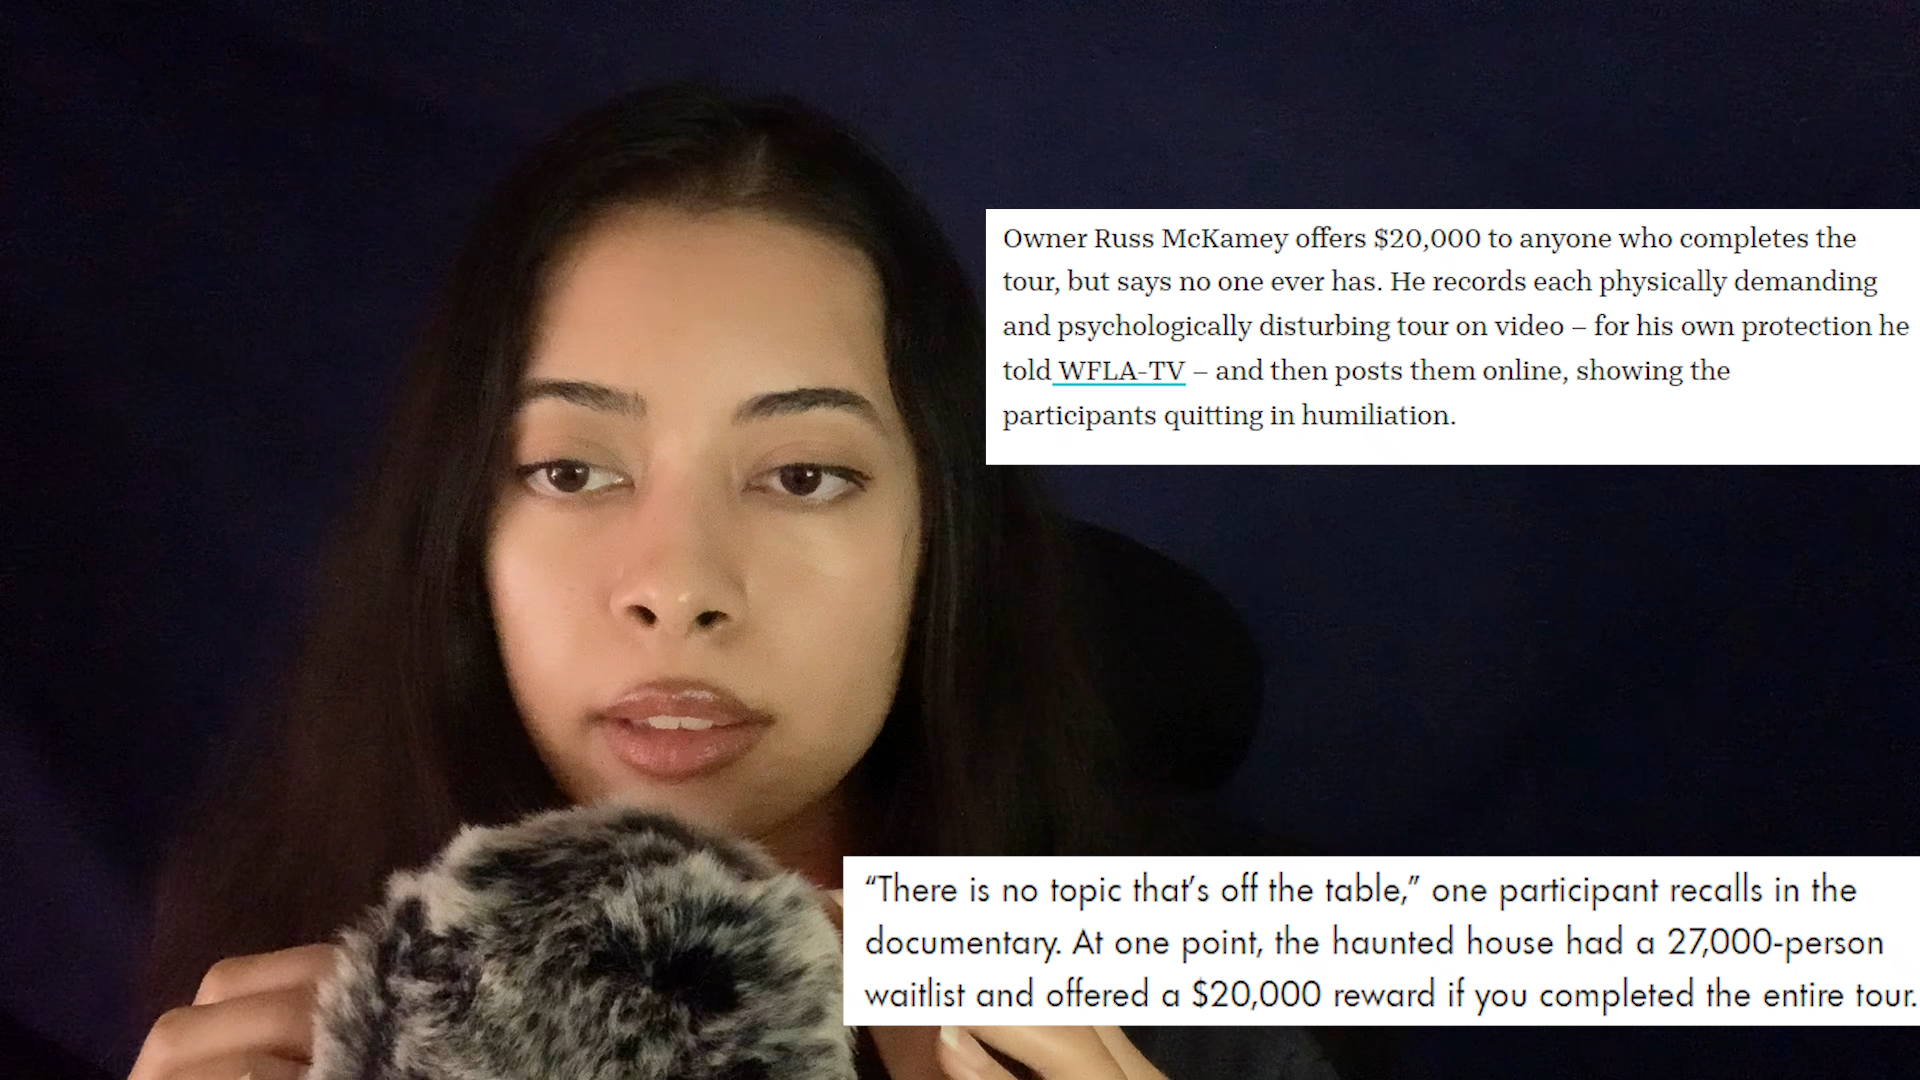 Owner Russ McKamey offers $20,000 to anyone who completes the
tour, but says no one ever has. He records each physically demanding
and psychologically disturbing tour on video – for his own protection he
told WFLA-TV – and then posts them online, showing the
participants quitting in humiliation.
“There is no topic that’s off the table,” one participant recalls in the
documentary. At one point, the haunted house had a 27,000-person
waitlist and offered a $20,000 reward if you completed the entire tour.